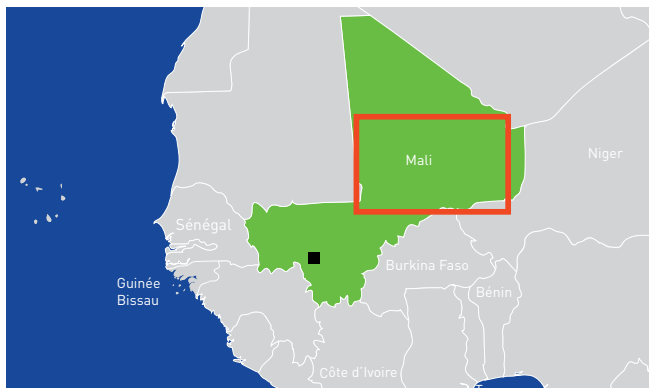 Mali
Niger
Sénégal
Burkina Faso
Guinée
Bissau
Bénin
Côte d'Ivoire